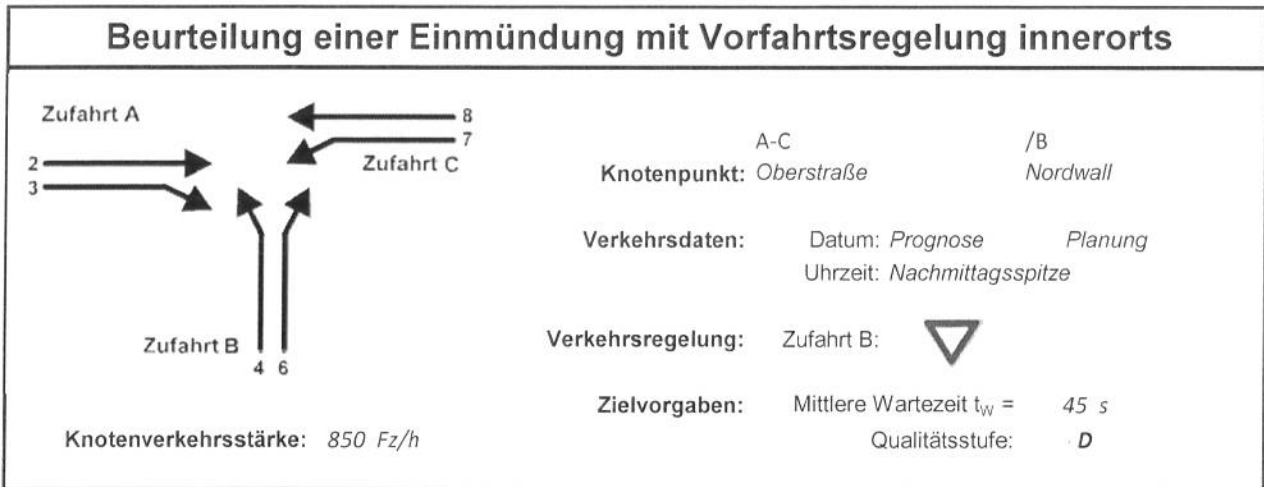 Beurteilung einer Einmündung mit Vorfahrtsregelung innerorts
Zufahrt A
8
7
2
Zufahrt C
3
Zufahrt B
4 6
Knotenverkehrsstärke: 850 Fz/h
A-C /B
Knotenpunkt: Oberstraße Nordwall
Verkehrsdaten: Datum: Prognose Planung
Uhrzeit: Nachmittagsspitze
Verkehrsregelung: Zufahrt B:
Zielvorgaben: Mittlere Wartezeit tW = 45 s
Qualitätsstufe: D